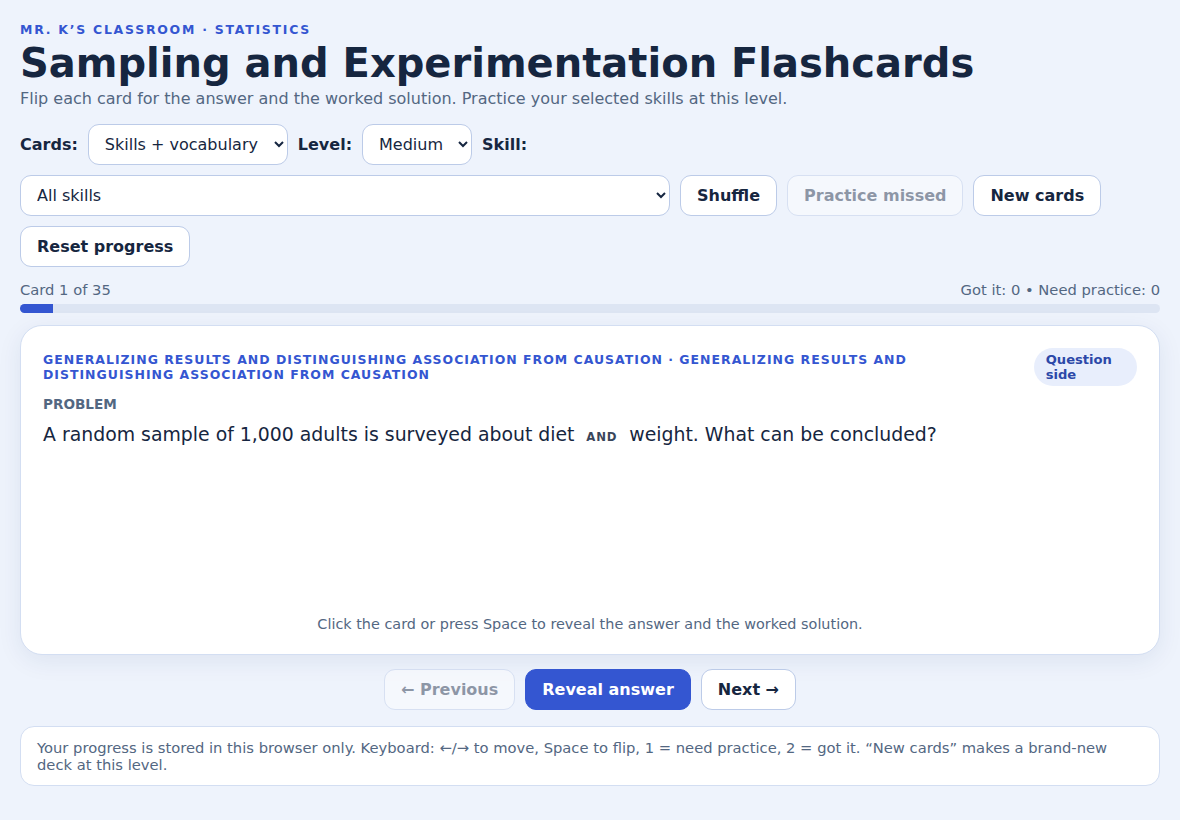 MR. K’S CLASSROOM · STATISTICS
Sampling and Experimentation Flashcards
Flip each card for the answer and the worked solution. Practice your selected skills at this level.
Cards: Skills + vocabulary Level: Medium Skill:
All skills Shuffle Practice missed New cards
Reset progress
Card 1 of 35 Got it: 0 • Need practice: 0
GENERALIZING RESULTS AND DISTINGUISHING ASSOCIATION FROM CAUSATION · GENERALIZING RESULTS AND
DISTINGUISHING ASSOCIATION FROM CAUSATION
Question
side
PROBLEM
A random sample of 1,000 adults is surveyed about diet AND weight. What can be concluded?
Click the card or press Space to reveal the answer and the worked solution.
← Previous Reveal answer Next →
Your progress is stored in this browser only. Keyboard: ←/→ to move, Space to flip, 1 = need practice, 2 = got it. “New cards” makes a brand-new
deck at this level.